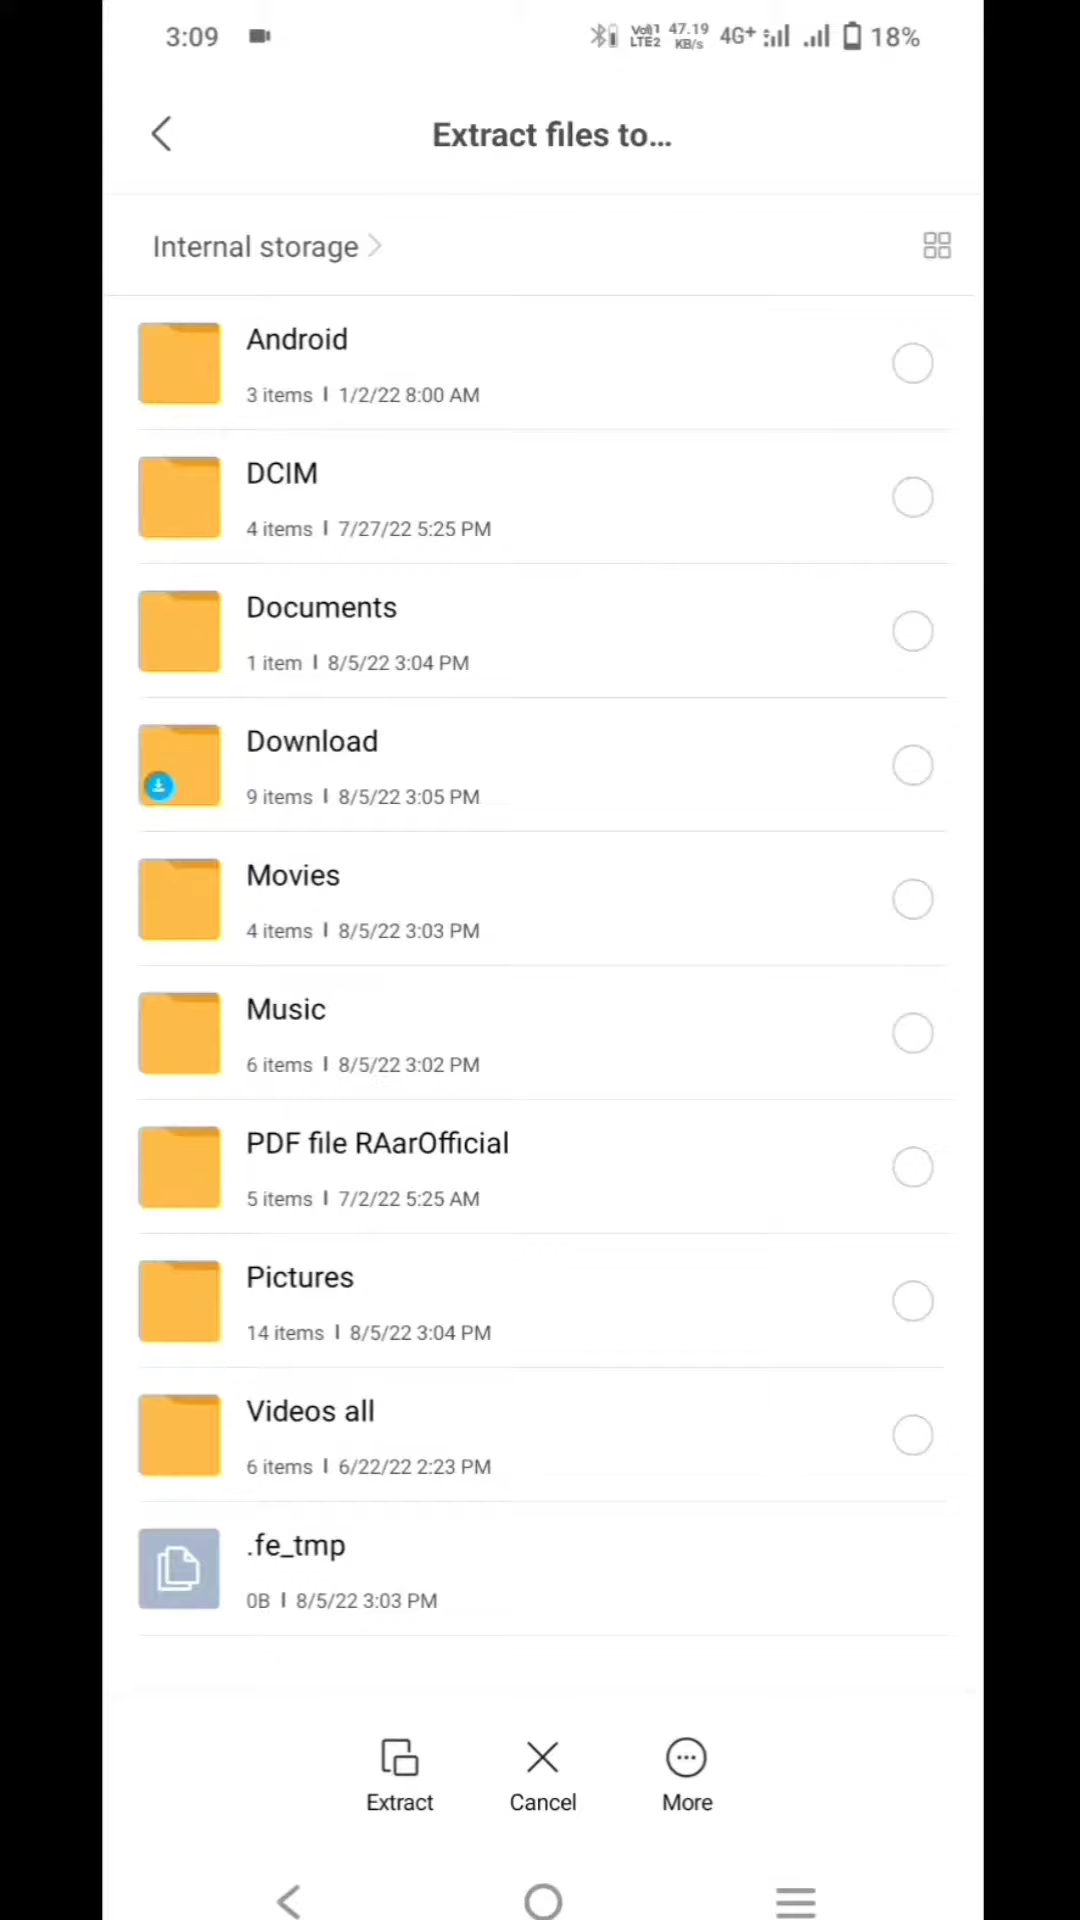 3:09 Vo)) 1 LTE2 47.19 KB/s 4G+ 18%
Extract files to...
Internal storage
Android
3 items | 1/2/22 8:00 AM
DCIM
4 items | 7/27/22 5:25 PM
Documents
1 item | 8/5/22 3:04 PM
Download
9 items | 8/5/22 3:05 PM
Movies
4 items | 8/5/22 3:03 PM
Music
6 items | 8/5/22 3:02 PM
PDF file RAarOfficial
5 items | 7/2/22 5:25 AM
Pictures
14 items | 8/5/22 3:04 PM
Videos all
6 items | 6/22/22 2:23 PM
.fe_tmp
0B | 8/5/22 3:03 PM
Extract Cancel More